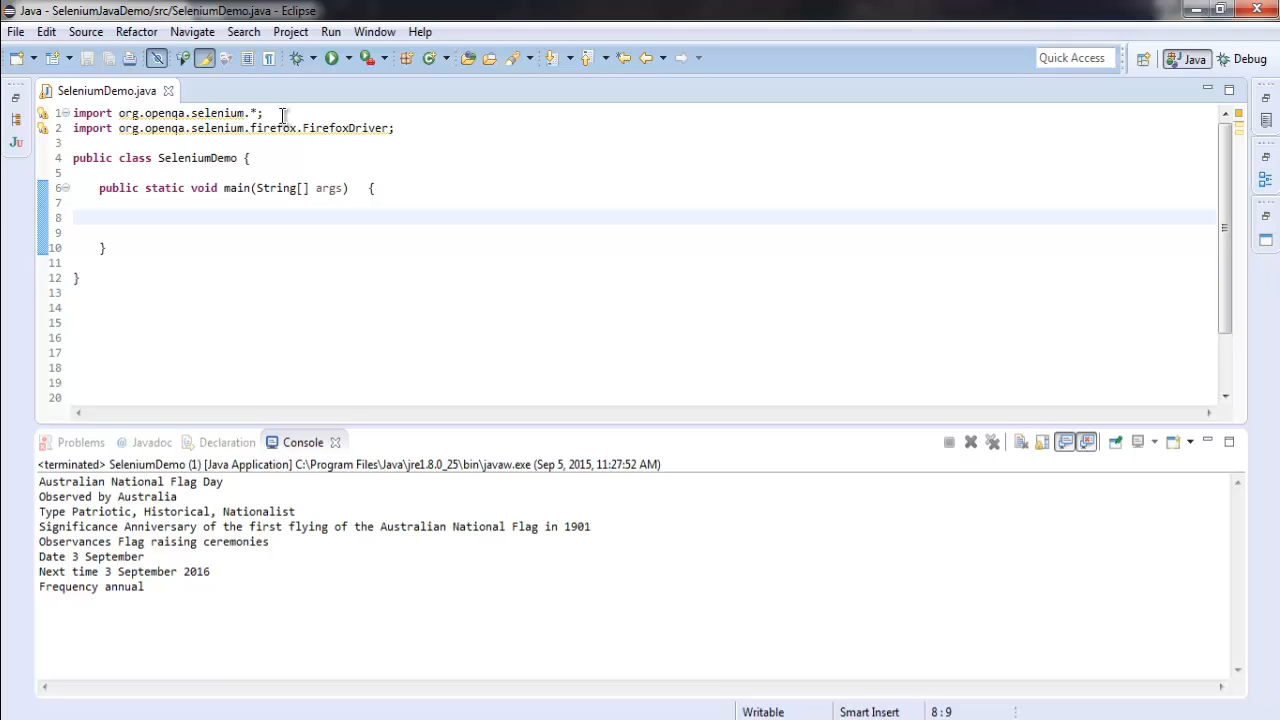 Java - SeleniumJavaDemo/src/SeleniumDemo.java - Eclipse
File Edit Source Refactor Navigate Search Project Run Window Help
Quick Access Java Debug
SeleniumDemo.java
1 import org.openqa.selenium.*;
2 import org.openqa.selenium.firefox.FirefoxDriver;
3
4 public class SeleniumDemo {
5
6 public static void main(String[] args) {
7
8
9
10 }
11
12 }
13
14
15
16
17
18
19
20
Problems @ Javadoc Declaration Console
<terminated> SeleniumDemo (1) [Java Application] C:\Program Files\Java\jre1.8.0_25\bin\javaw.exe (Sep 5, 2015, 11:27:52 AM)
Australian National Flag Day
Observed by Australia
Type Patriotic, Historical, Nationalist
Significance Anniversary of the first flying of the Australian National Flag in 1901
Observances Flag raising ceremonies
Date 3 September
Next time 3 September 2016
Frequency annual
Writable Smart Insert 8 : 9